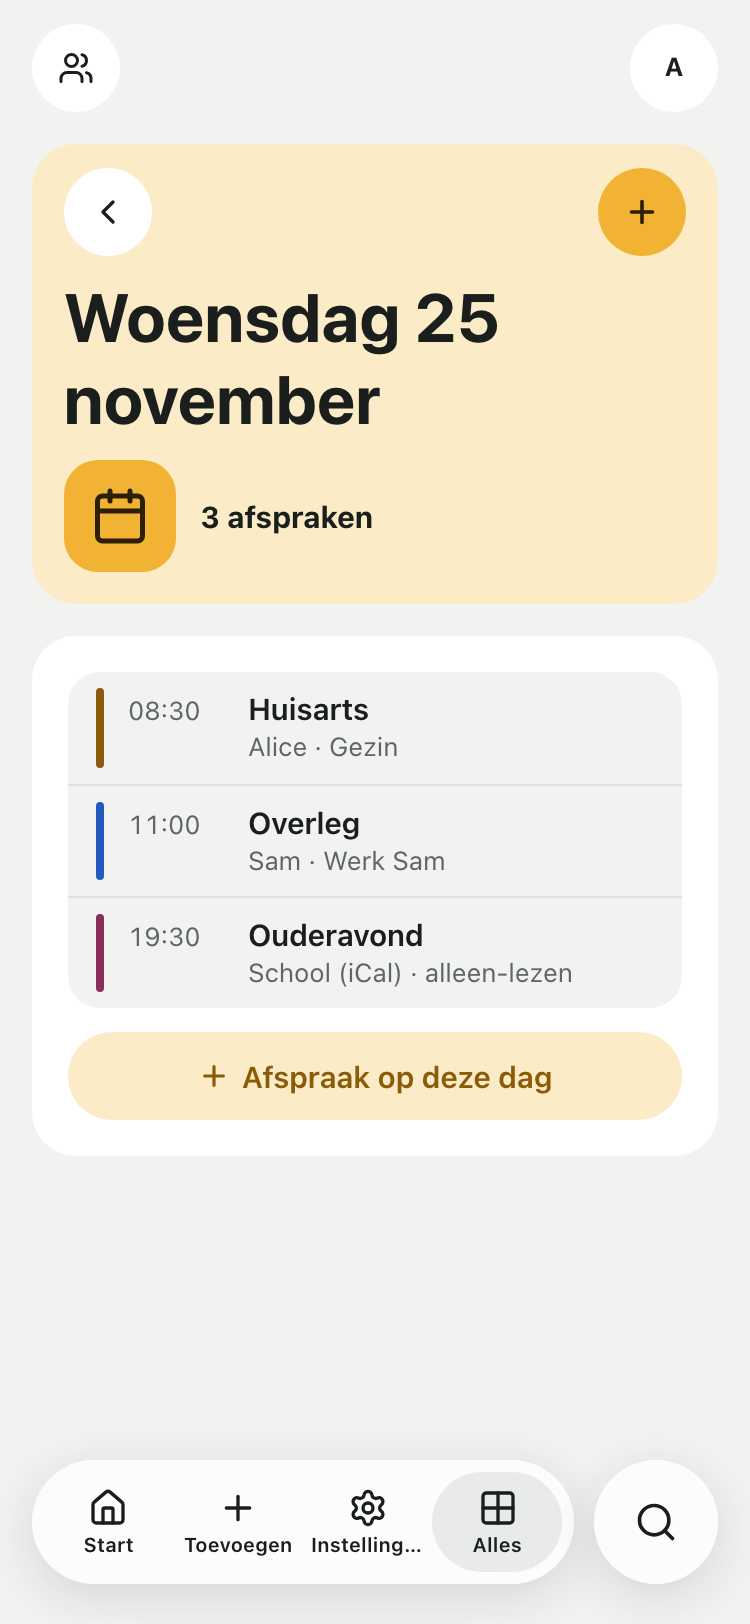 A
Woensdag 25
november
3 afspraken
08:30 Huisarts
Alice · Gezin
11:00 Overleg
Sam · Werk Sam
19:30 Ouderavond
School (iCal) · alleen-lezen
+ Afspraak op deze dag
Start Toevoegen Instelling... Alles